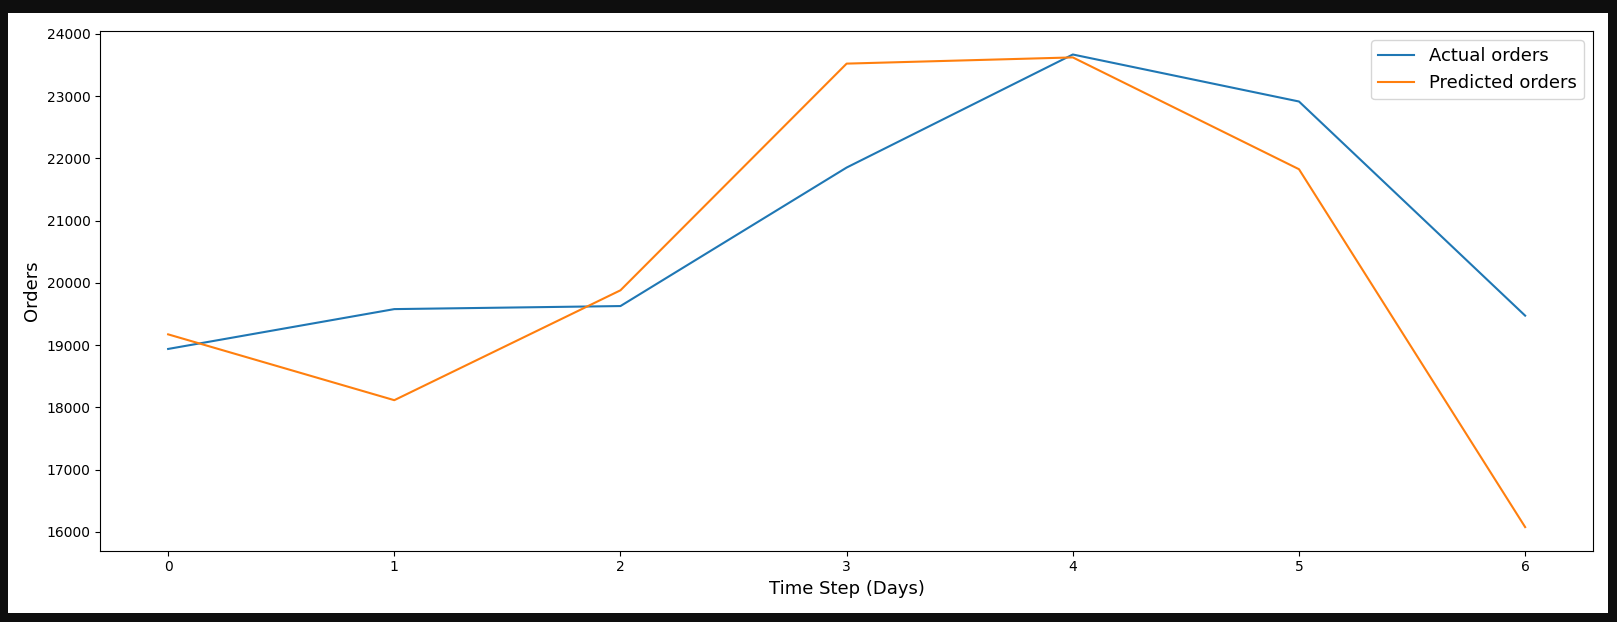 24000
23000
22000
21000
20000
19000
18000
17000
16000
Orders
Actual orders
Predicted orders
0 1 2 3 4 5 6
Time Step (Days)